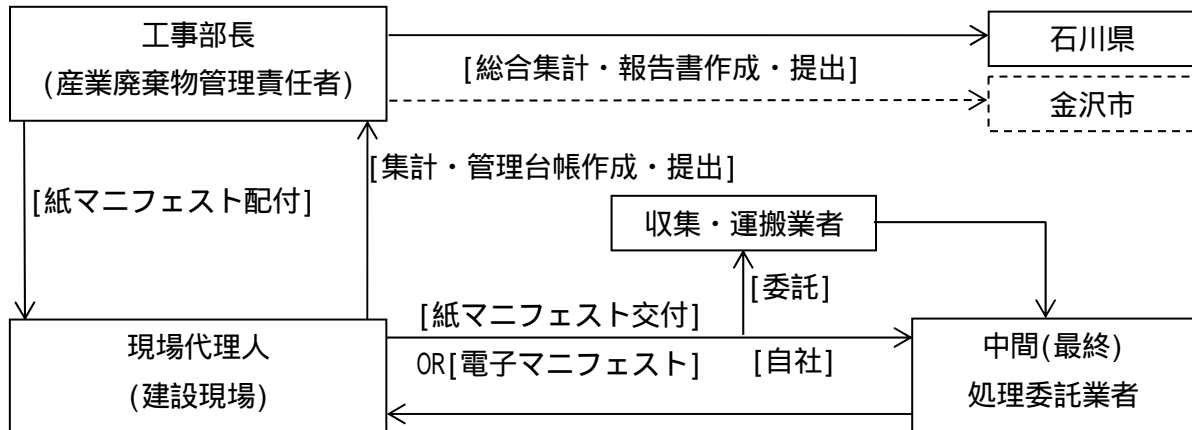 工事部長
(産業廃棄物管理責任者)
石川県
[総合集計・報告書作成・提出]
金沢市
[集計・管理台帳作成・提出]
[紙マニフェスト配付]
収集・運搬業者
[委託]
[紙マニフェスト交付]
OR[電子マニフェスト]
[自社]
現場代理人
(建設現場)
中間(最終)
処理委託業者